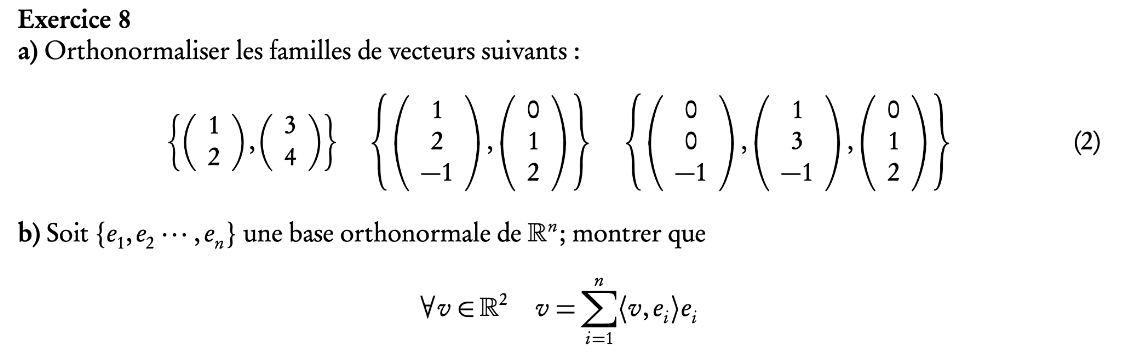 Exercice 8
a) Orthonormaliser les familles de vecteurs suivants :
$\left\{\begin{pmatrix} 1 \\ 2 \end{pmatrix}, \begin{pmatrix} 3 \\ 4 \end{pmatrix}\right\} \quad \left\{\begin{pmatrix} 1 \\ 2 \\ -1 \end{pmatrix}, \begin{pmatrix} 0 \\ 1 \\ 2 \end{pmatrix}\right\} \quad \left\{\begin{pmatrix} 0 \\ 0 \\ -1 \end{pmatrix}, \begin{pmatrix} 1 \\ 3 \\ -1 \end{pmatrix}, \begin{pmatrix} 0 \\ 1 \\ 2 \end{pmatrix}\right\}$ (2)
b) Soit $\{e_1, e_2 \cdots, e_n\}$ une base orthonormale de $\mathbb{R}^n$; montrer que
$\forall v \in \mathbb{R}^2 \quad v = \sum_{i=1}^{n} \langle v, e_i \rangle e_i$